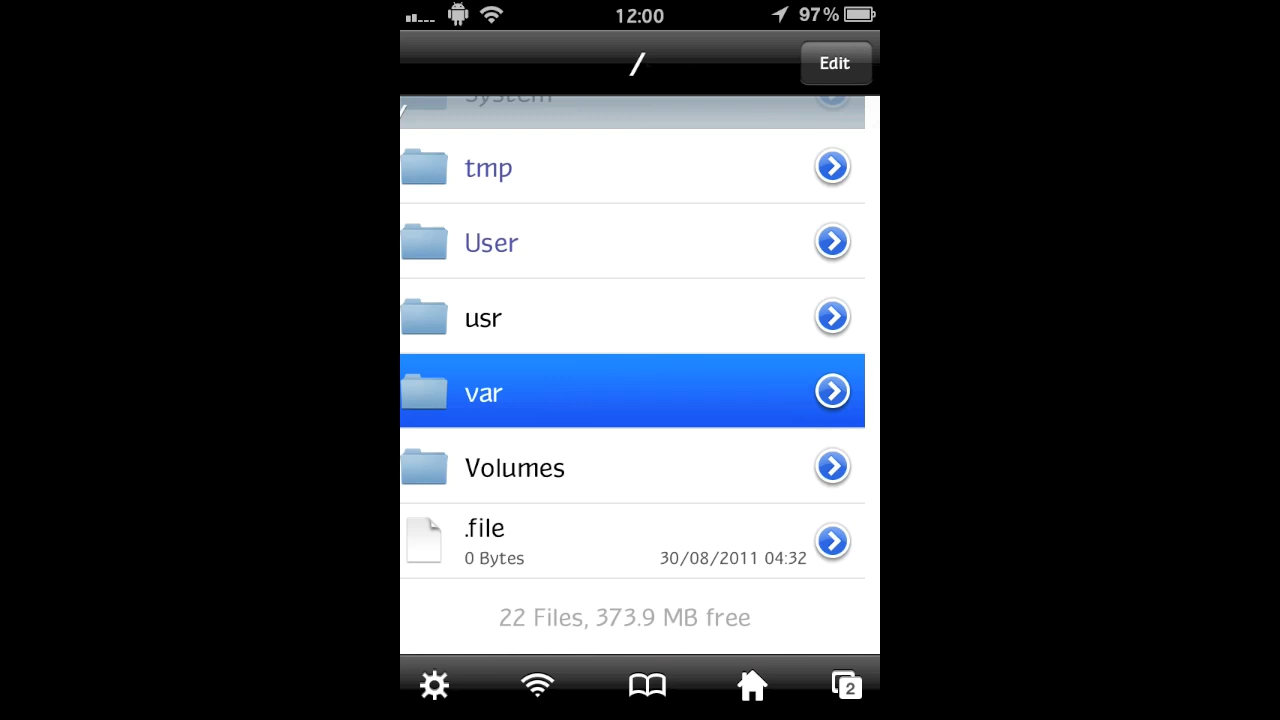 12:00 97%
/ Edit
System
/
tmp
User
usr
var
Volumes
.file
0 Bytes 30/08/2011 04:32
22 Files, 373.9 MB free
2